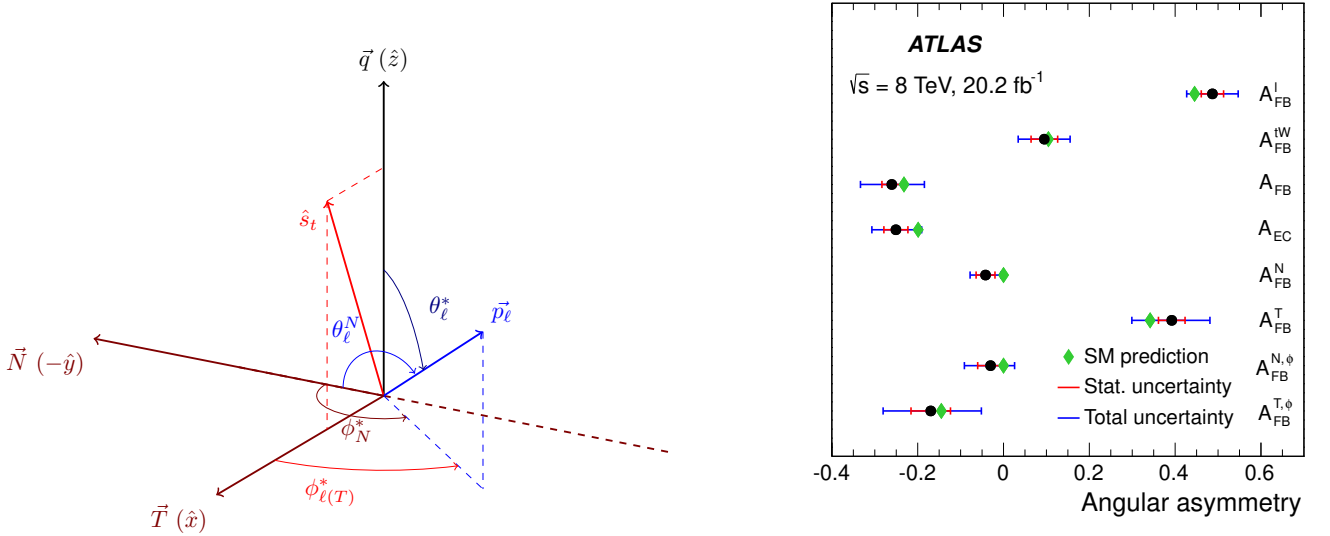 q⃗ (ẑ)
ŝ_t
θ_ℓ^N
θ_ℓ^*
p⃗_ℓ
N⃗ (−ŷ)
ϕ_N^*
ϕ_{ℓ(T)}^*
T⃗ (x̂)
ATLAS
√s = 8 TeV, 20.2 fb⁻¹
A_FB^l
A_FB^tW
A_FB
A_EC
A_FB^N
A_FB^T
A_FB^{N,ϕ}
A_FB^{T,ϕ}
SM prediction
Stat. uncertainty
Total uncertainty
-0.4 -0.2 0 0.2 0.4 0.6
Angular asymmetry